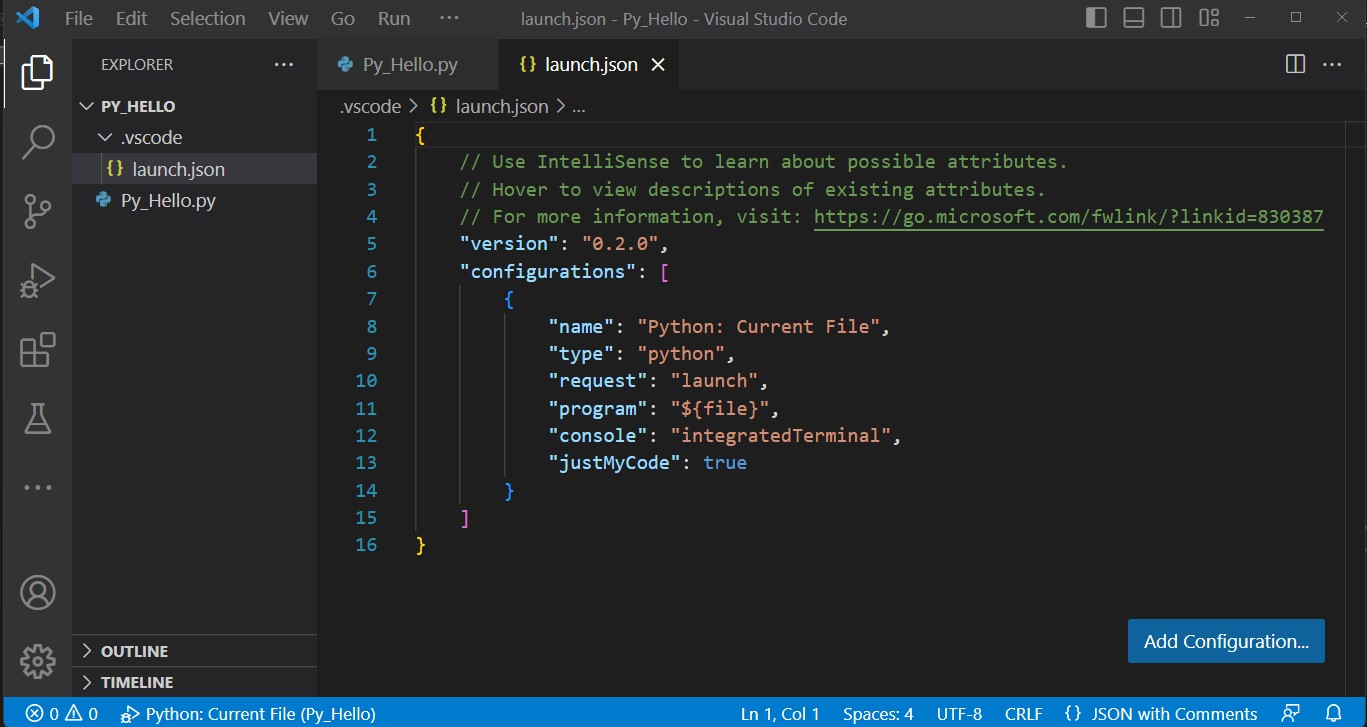 File Edit Selection View Go Run ··· launch.json - Py_Hello - Visual Studio Code
EXPLORER ···
PY_HELLO
.vscode
{} launch.json
Py_Hello.py
OUTLINE
TIMELINE
Py_Hello.py {} launch.json ···
.vscode > {} launch.json > ...
1 {
2 // Use IntelliSense to learn about possible attributes.
3 // Hover to view descriptions of existing attributes.
4 // For more information, visit: https://go.microsoft.com/fwlink/?linkid=830387
5 "version": "0.2.0",
6 "configurations": [
7 {
8 "name": "Python: Current File",
9 "type": "python",
10 "request": "launch",
11 "program": "${file}",
12 "console": "integratedTerminal",
13 "justMyCode": true
14 }
15 ]
16 }
Add Configuration...
0 0 Python: Current File (Py_Hello) Ln 1, Col 1 Spaces: 4 UTF-8 CRLF {} JSON with Comments